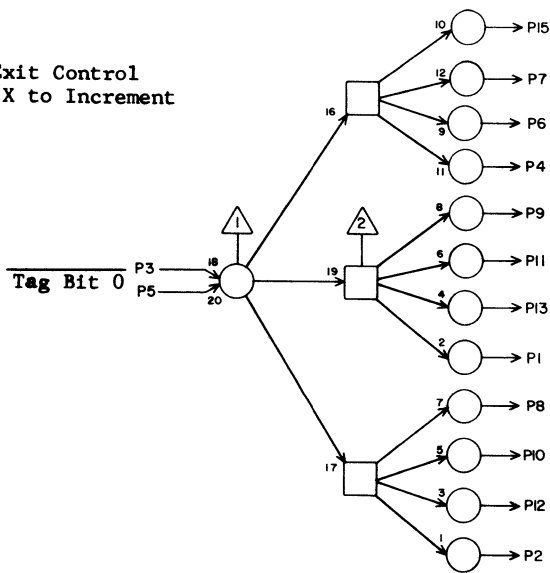 10 P15
Exit Control
X to Increment
12 P7
16
9 P6
11 P4
1
2
8 P9
18
P3
19
6 P11
Tag Bit 0
P5
20
4 P13
2 P1
7 P8
17
5 P10
3 P12
1 P2